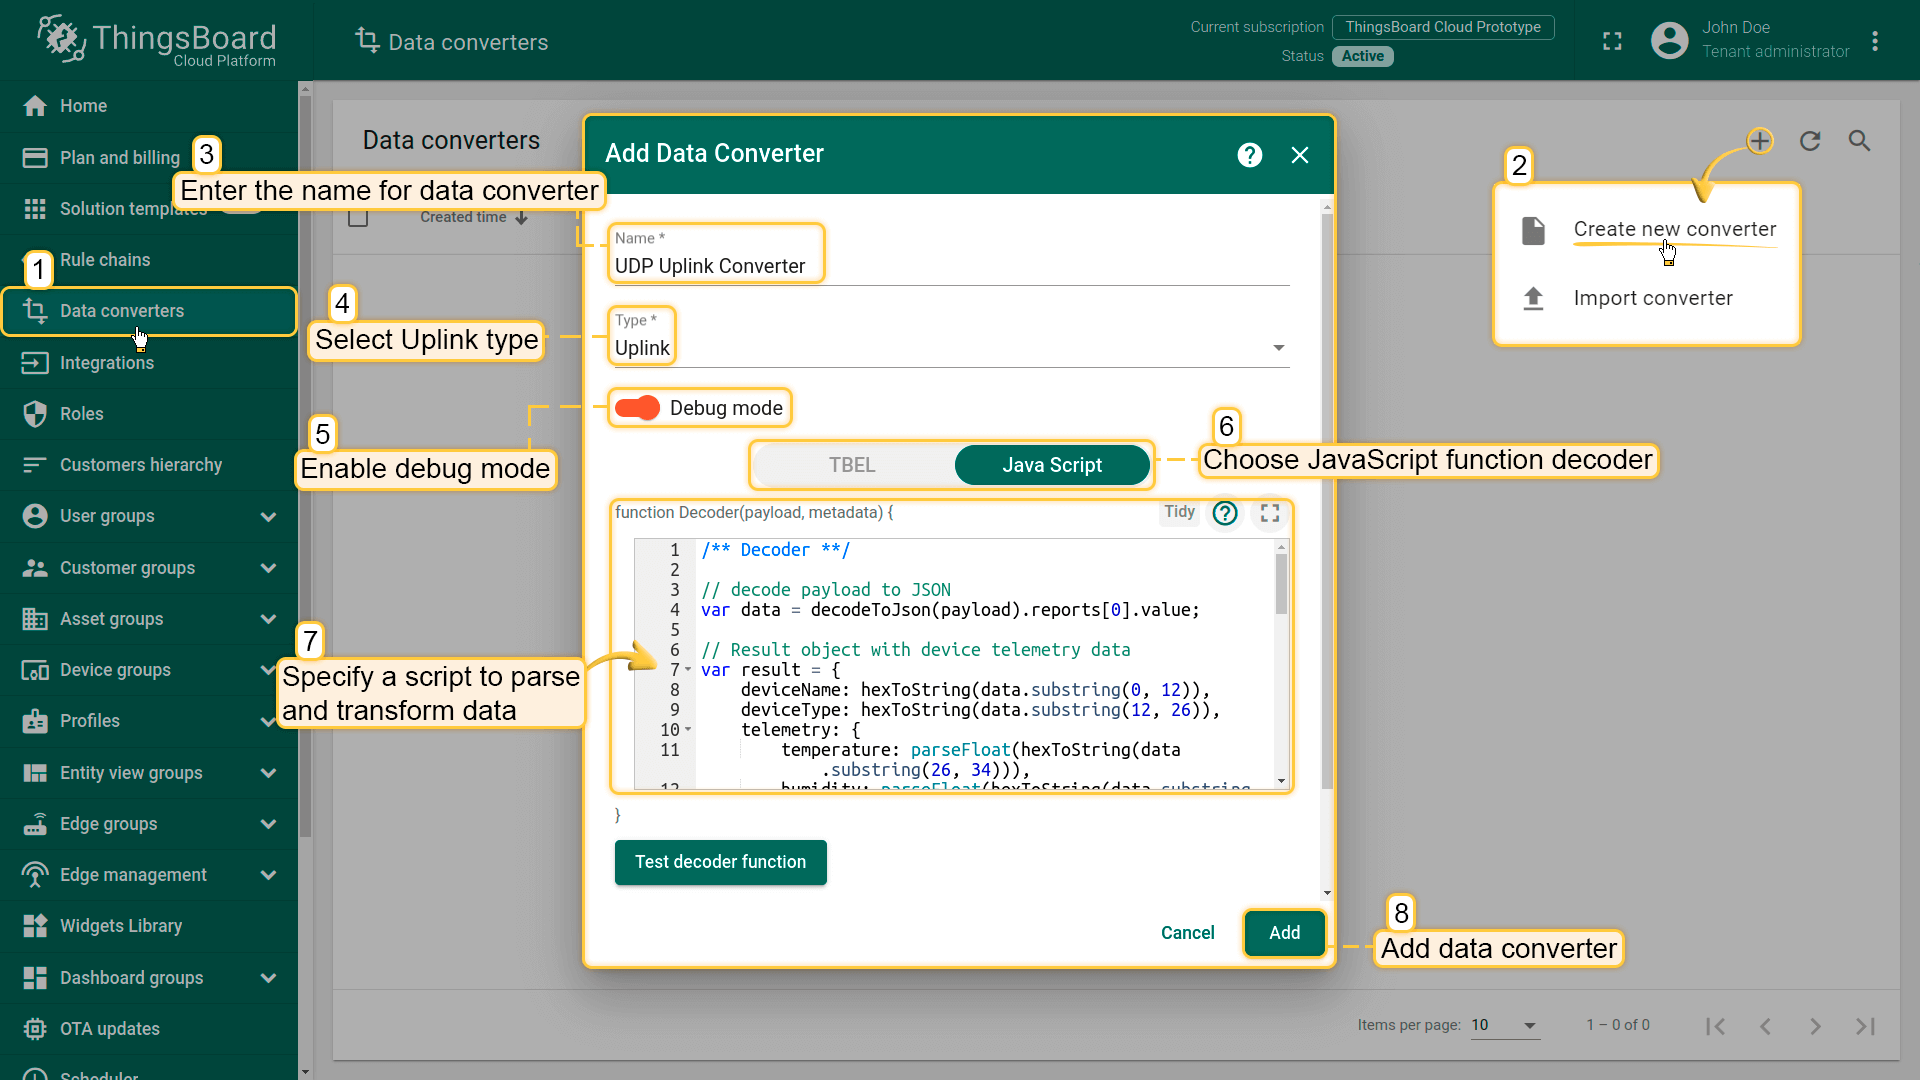 ThingsBoard
Cloud Platform
Data converters
Current subscription ThingsBoard Cloud Prototype
Status Active
John Doe
Tenant administrator
Home
Plan and billing
Solution templates
Rule chains
Data converters
Integrations
Roles
Customers hierarchy
User groups
Customer groups
Asset groups
Device groups
Profiles
Entity view groups
Edge groups
Edge management
Widgets Library
Dashboard groups
OTA updates
Scheduler
1
Data converters
Created time
2
Create new converter
Import converter
Add Data Converter
3
Enter the name for data converter
Name *
UDP Uplink Converter
4
Select Uplink type
Type *
Uplink
5
Enable debug mode
Debug mode
TBEL Java Script
6
Choose JavaScript function decoder
function Decoder(payload, metadata) {
Tidy
7
Specify a script to parse
and transform data
1 /** Decoder **/
2
3 // decode payload to JSON
4 var data = decodeToJson(payload).reports[0].value;
5
6 // Result object with device telemetry data
7 var result = {
8 deviceName: hexToString(data.substring(0, 12)),
9 deviceType: hexToString(data.substring(12, 26)),
10 telemetry: {
11 temperature: parseFloat(hexToString(data
.substring(26, 34))),
12 humidity: parseFloat(hexToString(data.substring
}
Test decoder function
Cancel Add
8
Add data converter
Items per page: 10 1 – 0 of 0